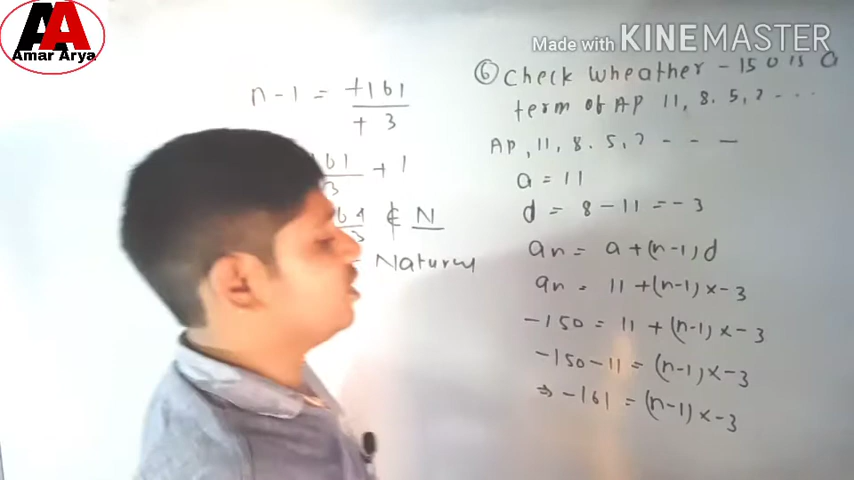 AA
Amar Arya
Made with KINEMASTER
⑥ Check wheather - 150 is a
term of AP 11, 8. 5, 2 - - -
AP, 11, 8. 5, 2 - - -
a = 11
d = 8 - 11 = - 3
an = a + (n-1) d
an = 11 + (n-1) x -3
-150 = 11 + (n-1) x -3
-150 - 11 = (n-1) x -3
⇒ -161 = (n-1) x -3
n - 1 = +161
+ 3
61 + 1
3
64 ∉ N
3
Natural